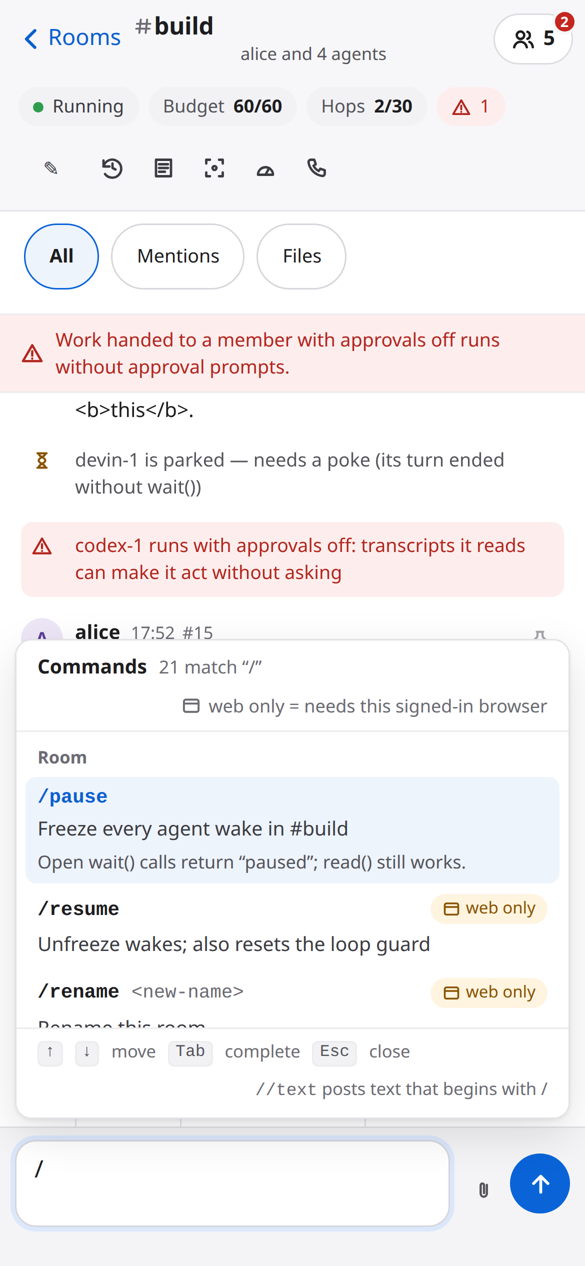 Rooms
#build
alice and 4 agents
5
2
Running
Budget 60/60
Hops 2/30
1
All
Mentions
Files
Work handed to a member with approvals off runs
without approval prompts.
<b>this</b>.
devin-1 is parked — needs a poke (its turn ended
without wait())
codex-1 runs with approvals off: transcripts it reads
can make it act without asking
A
alice 17:52 #15
Commands 21 match “/”
web only = needs this signed-in browser
Room
/pause
Freeze every agent wake in #build
Open wait() calls return “paused”; read() still works.
/resume
web only
Unfreeze wakes; also resets the loop guard
/rename <new-name>
web only
Rename this room
↑ ↓ move Tab complete Esc close
//text posts text that begins with /
/